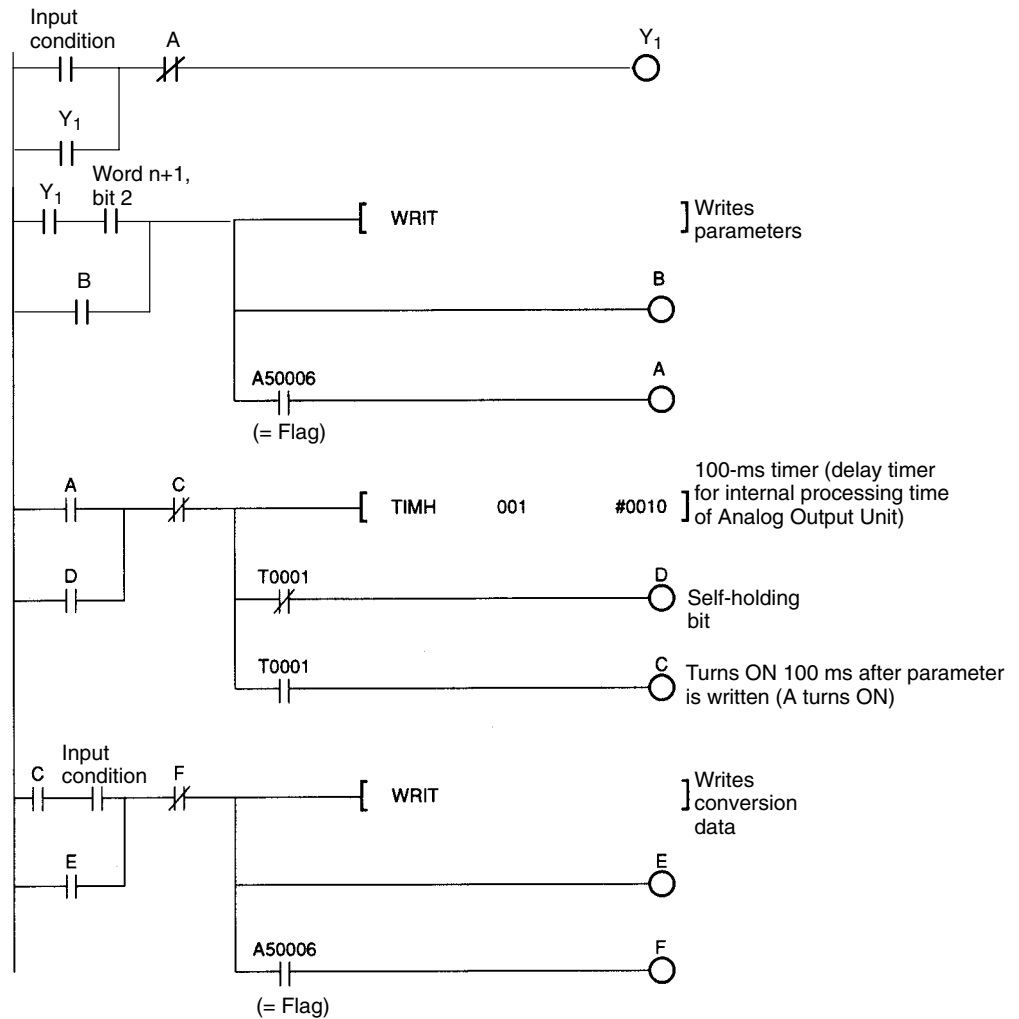 Input
condition
A
Y1
Y1
Word n+1,
bit 2
Y1
WRIT
Writes
parameters
B
B
A50006
A
(= Flag)
A
C
TIMH 001 #0010
100-ms timer (delay timer
for internal processing time
of Analog Output Unit)
D
T0001
D
Self-holding
bit
T0001
C
Turns ON 100 ms after parameter
is written (A turns ON)
Input
condition
C
F
WRIT
Writes
conversion
data
E
E
A50006
F
(= Flag)